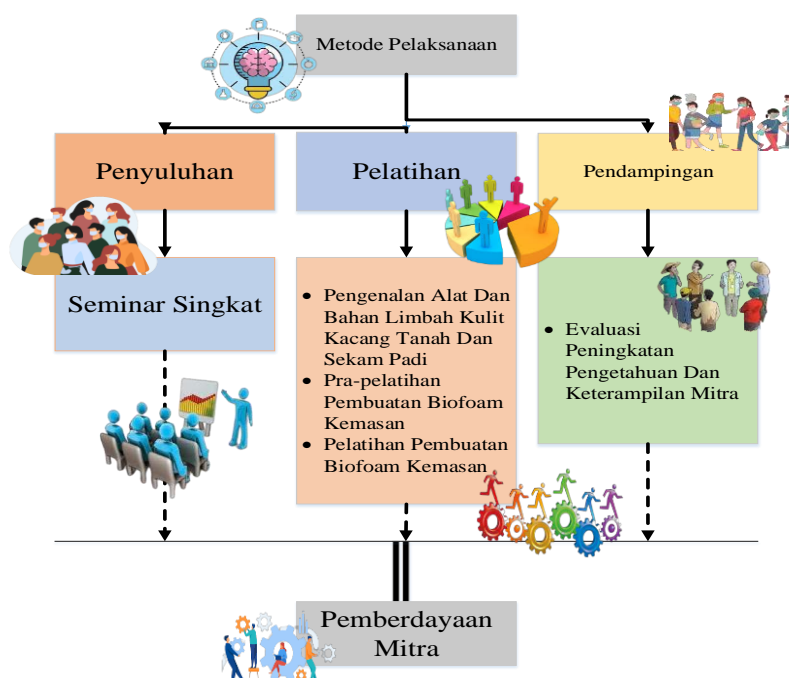 Metode Pelaksanaan
Penyuluhan
Pelatihan
Pendampingan
Seminar Singkat
• Pengenalan Alat Dan
Bahan Limbah Kulit
Kacang Tanah Dan
Sekam Padi
• Pra-pelatihan
Pembuatan Biofoam
Kemasan
• Pelatihan Pembuatan
Biofoam Kemasan
• Evaluasi
Peningkatan
Pengetahuan Dan
Keterampilan Mitra
Pemberdayaan
Mitra